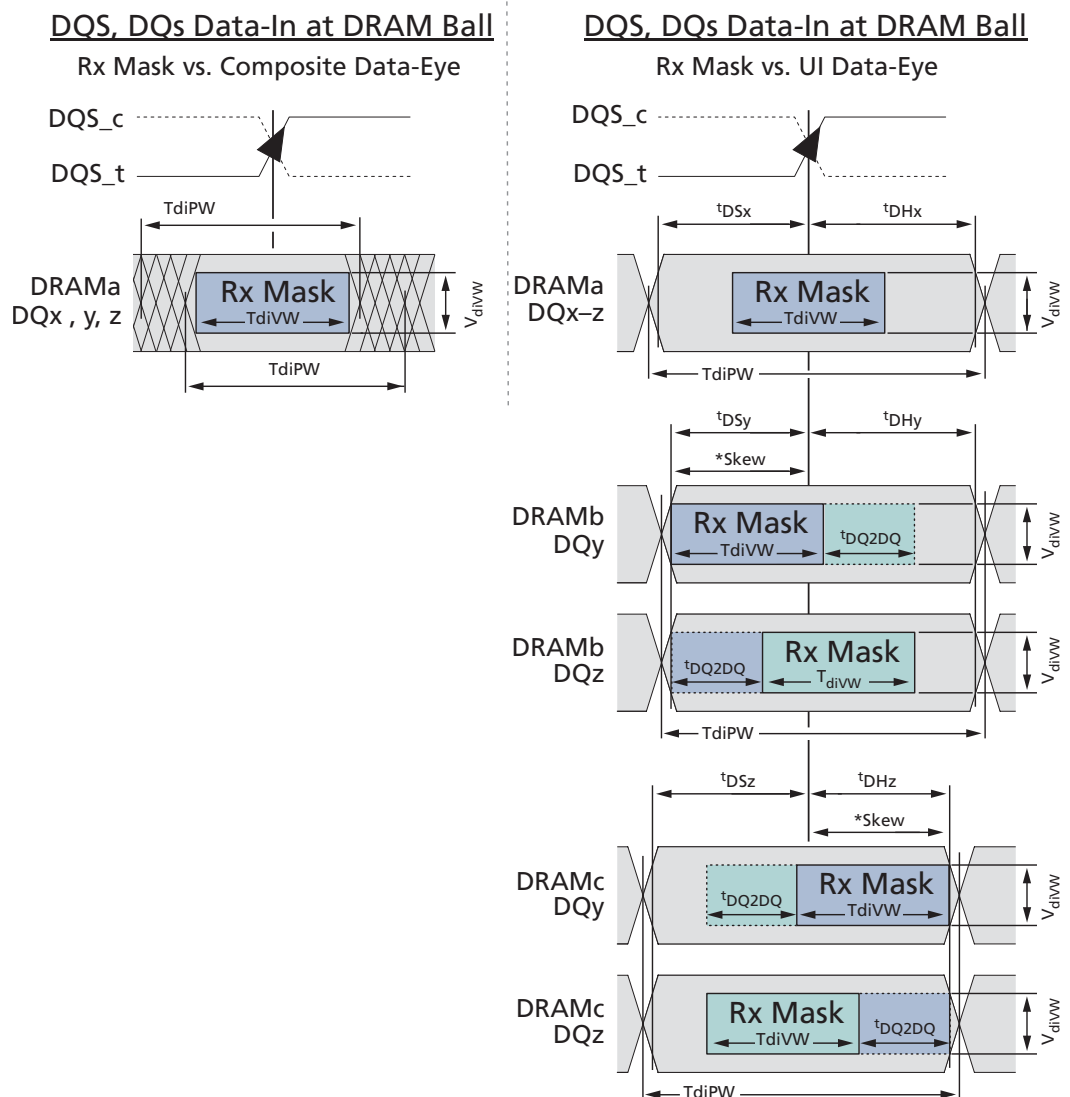 DQS, DQs Data-In at DRAM Ball
Rx Mask vs. Composite Data-Eye
DQS_c
DQS_t
TdiPW
DRAMa
DQx , y, z
Rx Mask
TdiVW
VdiVW
TdiPW
DQS, DQs Data-In at DRAM Ball
Rx Mask vs. UI Data-Eye
DQS_c
DQS_t
tDSx
tDHx
DRAMa
DQx–z
Rx Mask
TdiVW
VdiVW
TdiPW
tDSy
tDHy
*Skew
DRAMb
DQy
Rx Mask
TdiVW
tDQ2DQ
VdiVW
DRAMb
DQz
tDQ2DQ
Rx Mask
TdiVW
VdiVW
TdiPW
tDSz
tDHz
*Skew
DRAMc
DQy
tDQ2DQ
Rx Mask
TdiVW
VdiVW
DRAMc
DQz
Rx Mask
TdiVW
tDQ2DQ
VdiVW
TdiPW